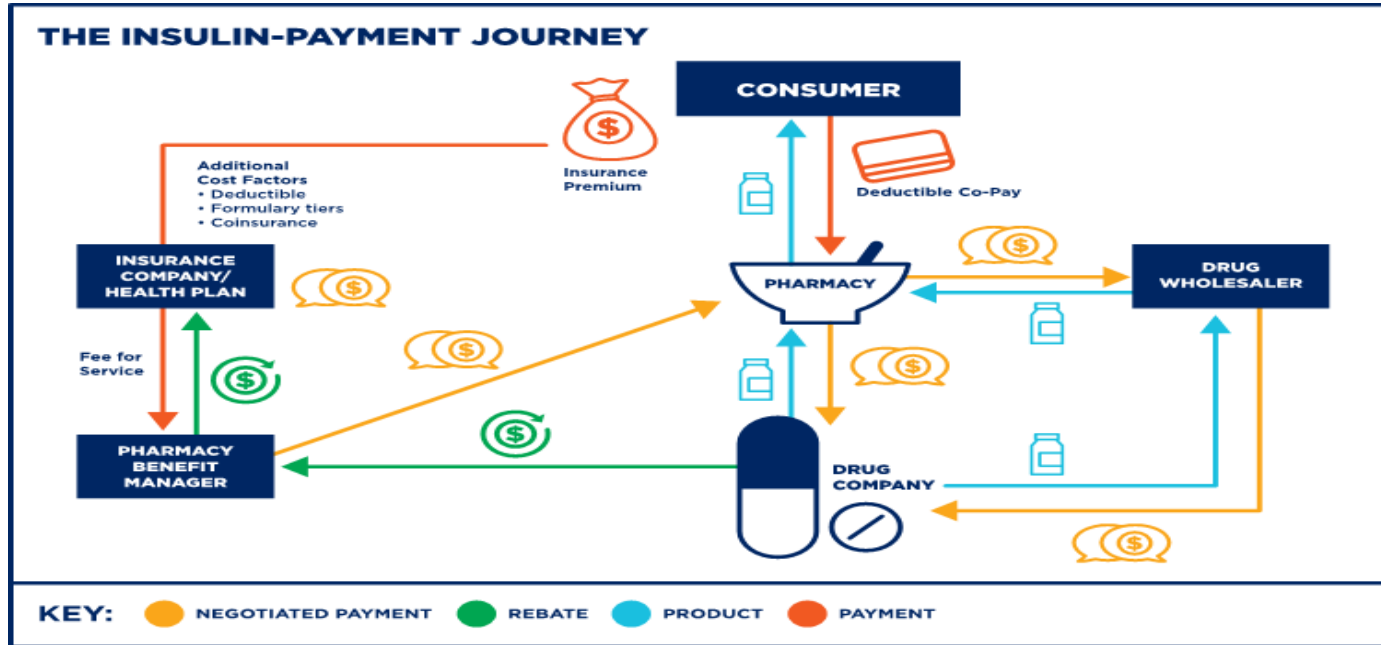 THE INSULIN-PAYMENT JOURNEY
CONSUMER
$
Insurance
Premium
Additional
Cost Factors
• Deductible
• Formulary tiers
• Coinsurance
Deductible Co-Pay
INSURANCE
COMPANY/
HEALTH PLAN
$
$
PHARMACY
$
DRUG
WHOLESALER
Fee for
Service
$
$
$
PHARMACY
BENEFIT
MANAGER
$
DRUG
COMPANY
$
KEY:
NEGOTIATED PAYMENT
REBATE
PRODUCT
PAYMENT